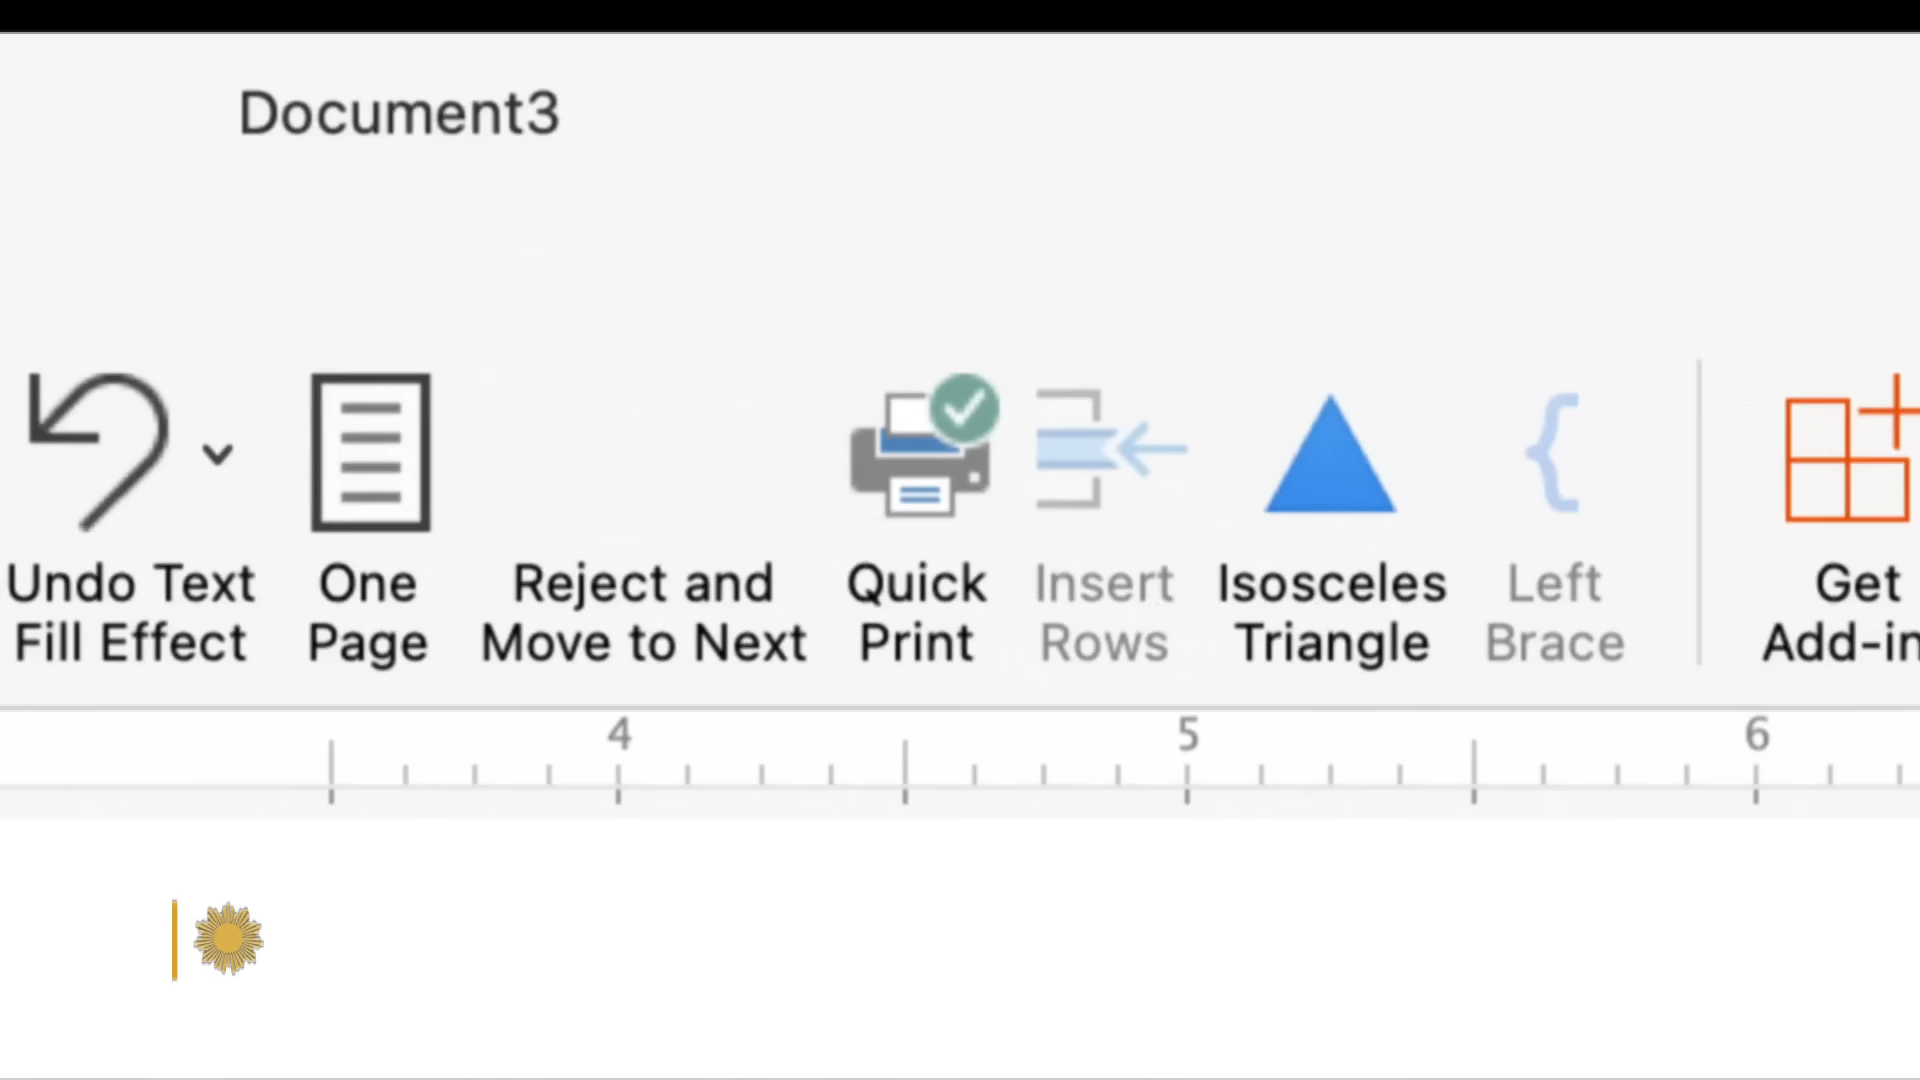 Document3
Undo Text
Fill Effect
One
Page
Reject and
Move to Next
Quick
Print
Insert
Rows
Isosceles
Triangle
Left
Brace
Get
Add-in
4 5 6